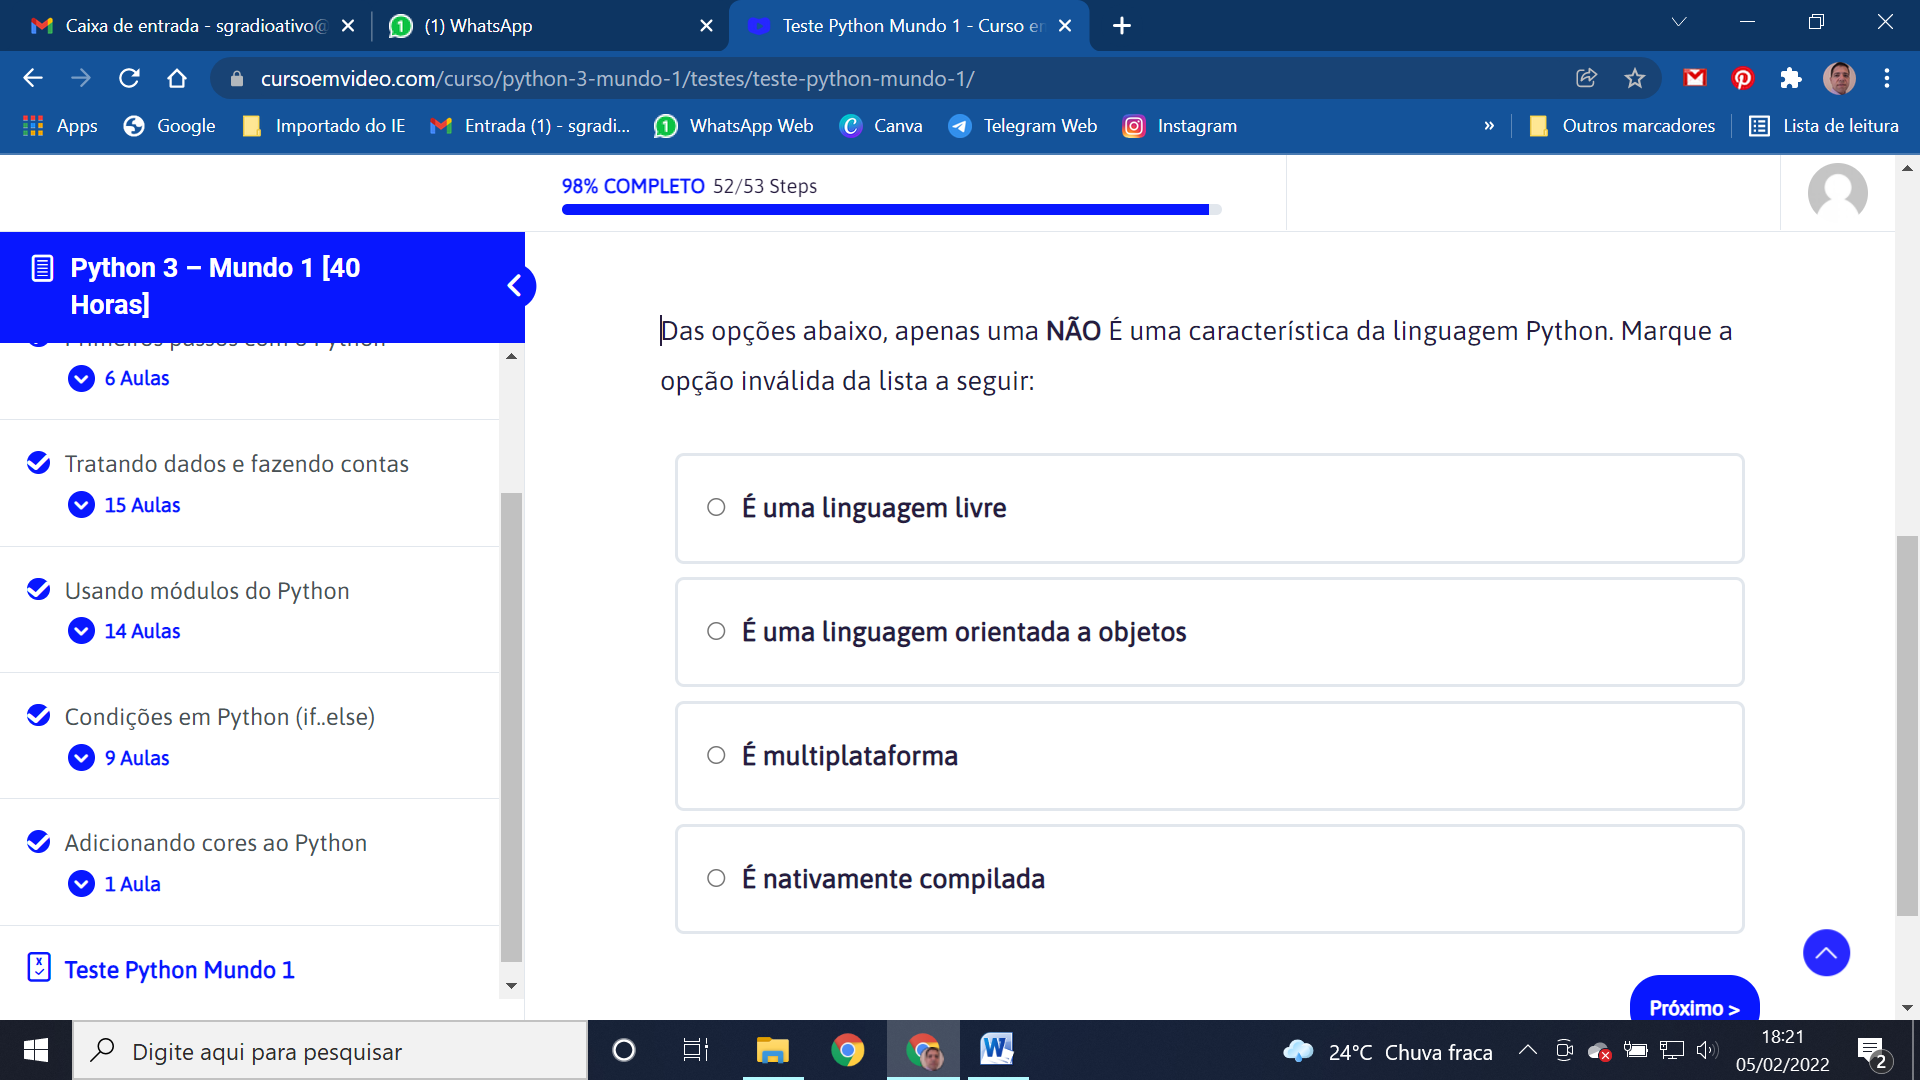 Caixa de entrada - sgradioativo@
(1) WhatsApp
Teste Python Mundo 1 - Curso em
cursoemvideo.com/curso/python-3-mundo-1/testes/teste-python-mundo-1/
Apps
Google
Importado do IE
Entrada (1) - sgradi...
WhatsApp Web
Canva
Telegram Web
Instagram
»
Outros marcadores
Lista de leitura
98% COMPLETO 52/53 Steps
Python 3 – Mundo 1 [40
Horas]
Primeiros passos com o Python
6 Aulas
Tratando dados e fazendo contas
15 Aulas
Usando módulos do Python
14 Aulas
Condições em Python (if..else)
9 Aulas
Adicionando cores ao Python
1 Aula
Teste Python Mundo 1
Das opções abaixo, apenas uma NÃO É uma característica da linguagem Python. Marque a
opção inválida da lista a seguir:
É uma linguagem livre
É uma linguagem orientada a objetos
É multiplataforma
É nativamente compilada
Próximo >
Digite aqui para pesquisar
24°C Chuva fraca
18:21
05/02/2022
2